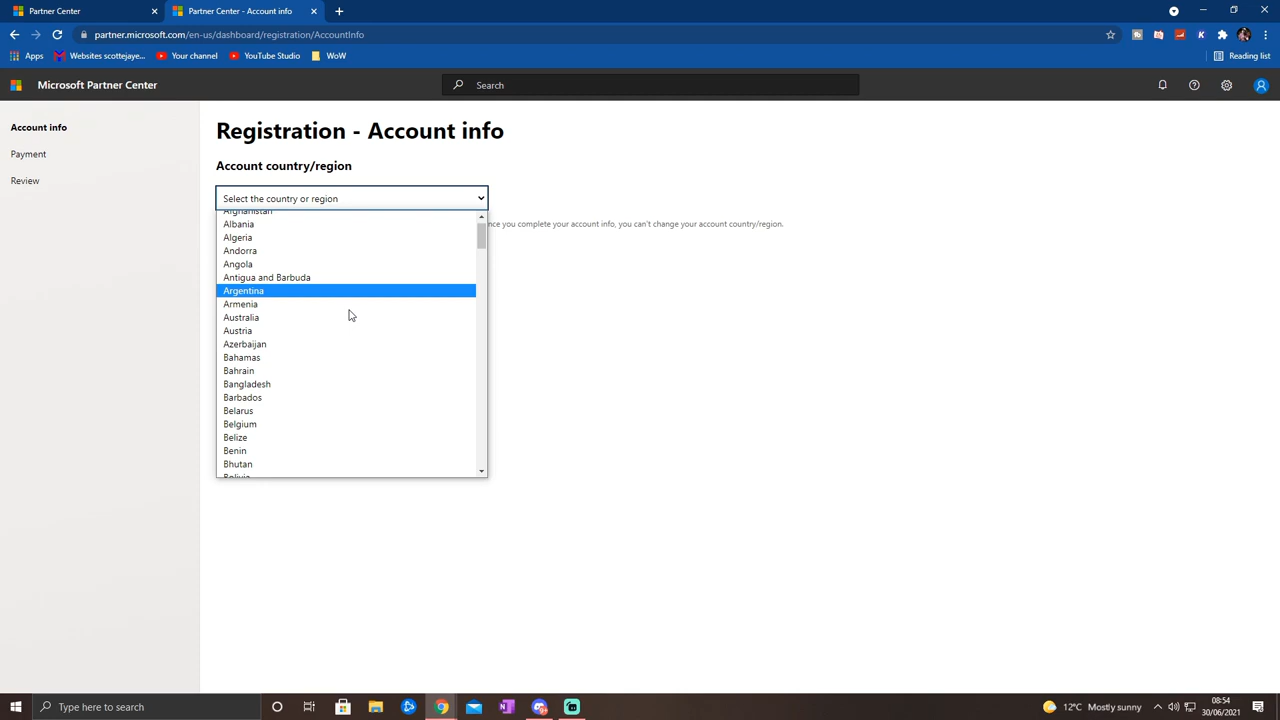 Partner Center
Partner Center - Account info
partner.microsoft.com/en-us/dashboard/registration/AccountInfo
Apps
Websites scottejaye...
Your channel
YouTube Studio
WoW
Reading list
Microsoft Partner Center
Search
Account info
Payment
Review
Registration - Account info
Account country/region
Select the country or region
nce you complete your account info, you can't change your account country/region.
Afghanistan
Albania
Algeria
Andorra
Angola
Antigua and Barbuda
Argentina
Armenia
Australia
Austria
Azerbaijan
Bahamas
Bahrain
Bangladesh
Barbados
Belarus
Belgium
Belize
Benin
Bhutan
Bolivia
Type here to search
12°C Mostly sunny
08:54
30/06/2021